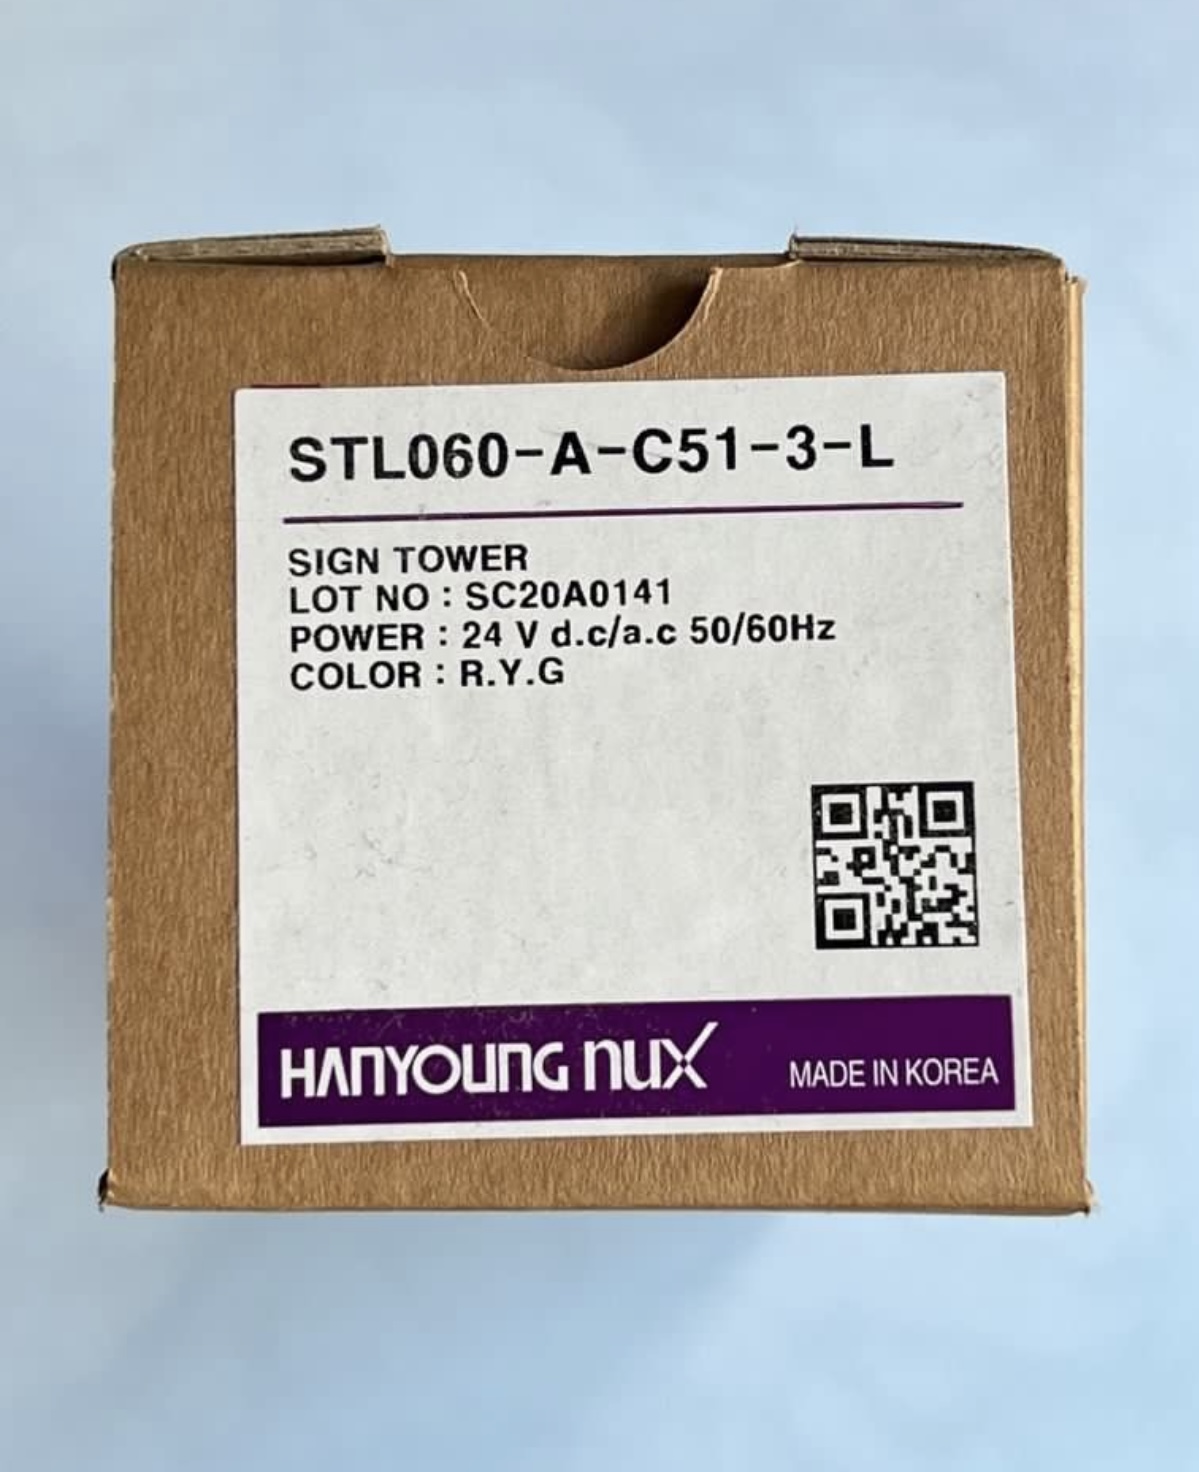 STL060-A-C51-3-L
SIGN TOWER
LOT NO : SC20A0141
POWER : 24 V d.c/a.c 50/60Hz
COLOR : R.Y.G
HANYOUNG nux
MADE IN KOREA